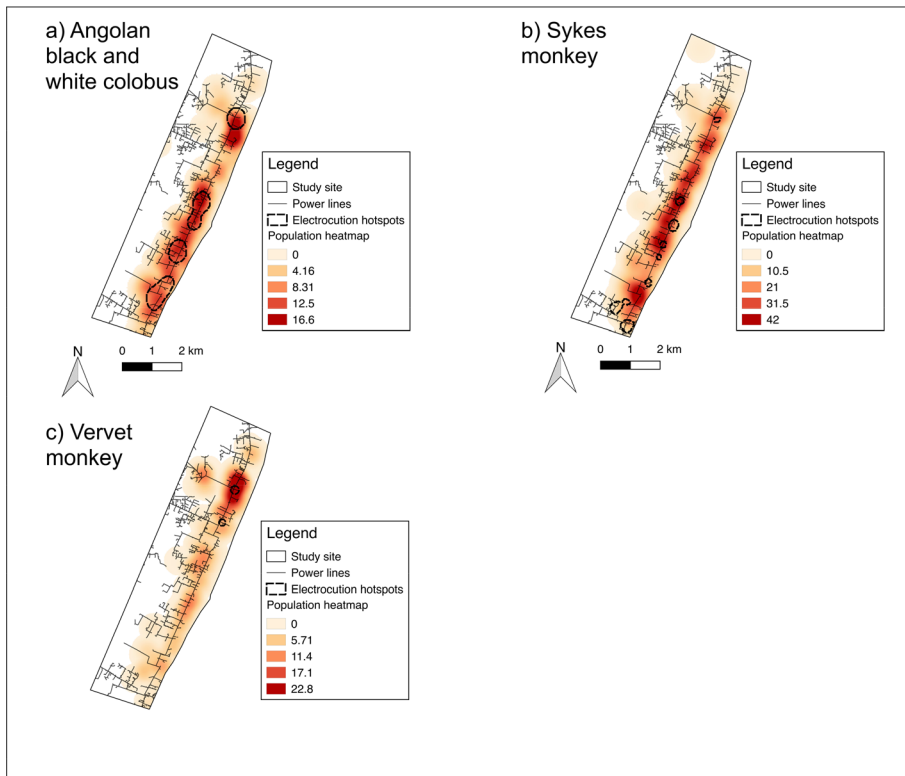 a) Angolan
black and
white colobus
Legend
Study site
Power lines
Electrocution hotspots
Population heatmap
0
4.16
8.31
12.5
16.6
N
0 1 2 km
b) Sykes
monkey
Legend
Study site
Power lines
Electrocution hotspots
Population heatmap
0
10.5
21
31.5
42
N
0 1 2 km
c) Vervet
monkey
Legend
Study site
Power lines
Electrocution hotspots
Population heatmap
0
5.71
11.4
17.1
22.8